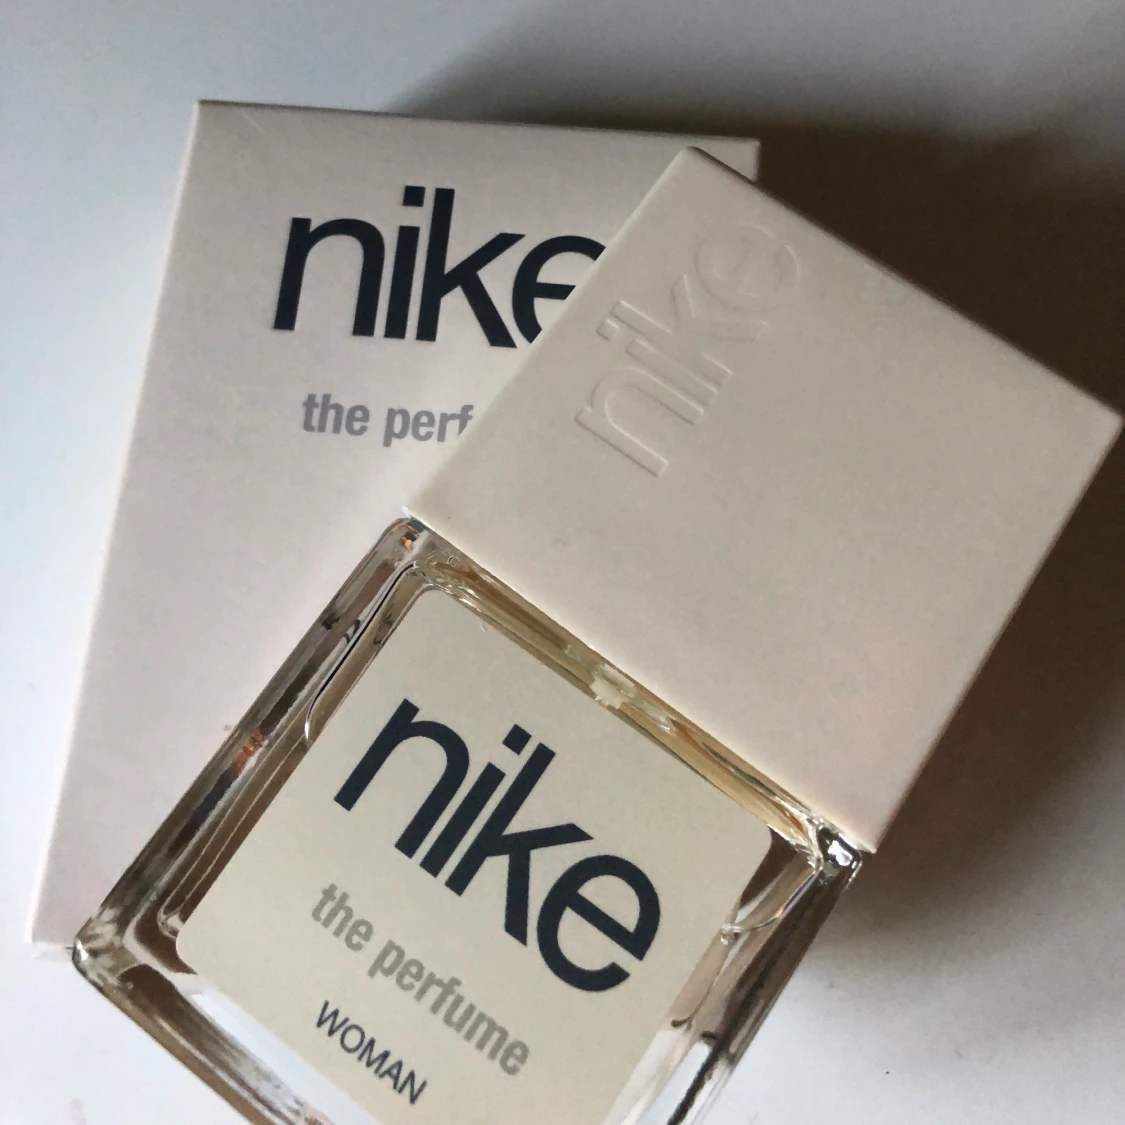 nike
the perf
nike
nike
the perfume
WOMAN